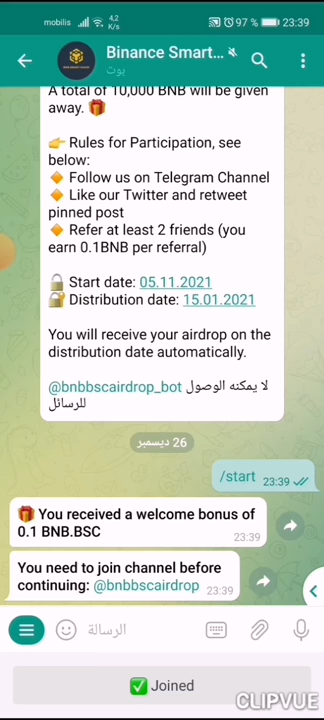 mobilis 4,2 K/s 97 % 23:39
Binance Smart...
بوت
A total of 10,000 BNB will be given
away. 🎁
👉 Rules for Participation, see
below:
🔸 Follow us on Telegram Channel
🔸 Like our Twitter and retweet
pinned post
🔸 Refer at least 2 friends (you
earn 0.1BNB per referral)
🔓 Start date: 05.11.2021
🔐 Distribution date: 15.01.2021
You will receive your airdrop on the
distribution date automatically.
@bnbbscairdrop_bot لا يمكنه الوصول
للرسائل
26 ديسمبر
/start 23:39
🎁 You received a welcome bonus of
0.1 BNB.BSC 23:39
You need to join channel before
continuing: @bnbbscairdrop 23:39
الرسالة
✅ Joined
CLIPVUE